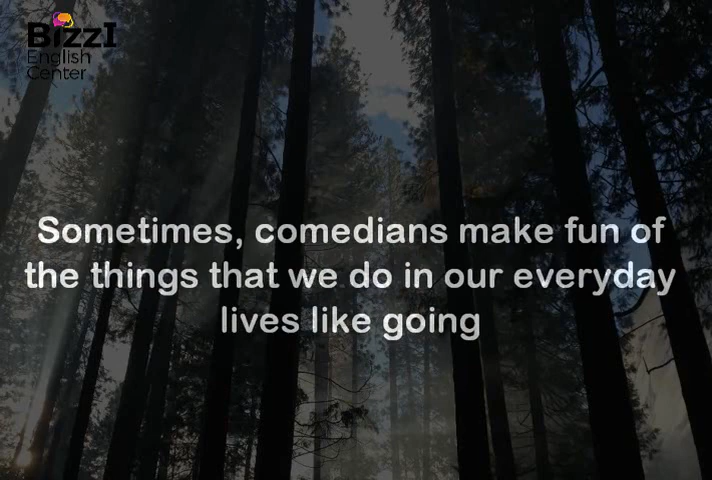 BizzI
English
Center
Sometimes, comedians make fun of
the things that we do in our everyday
lives like going